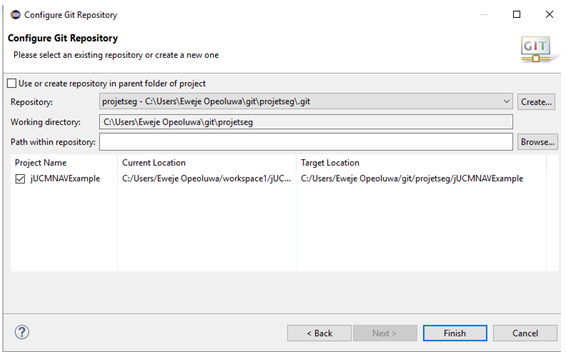 Configure Git Repository
Configure Git Repository
Please select an existing repository or create a new one
GIT
Use or create repository in parent folder of project
Repository: projetseg - C:\Users\Eweje Opeoluwa\git\projetseg\.git Create...
Working directory: C:\Users\Eweje Opeoluwa\git\projetseg
Path within repository: Browse...
Project Name Current Location Target Location
jUCMNAVExample C:/Users/Eweje Opeoluwa/workspace1/jUC... C:/Users/Eweje Opeoluwa/git/projetseg/jUCMNAVExample
? < Back Next > Finish Cancel